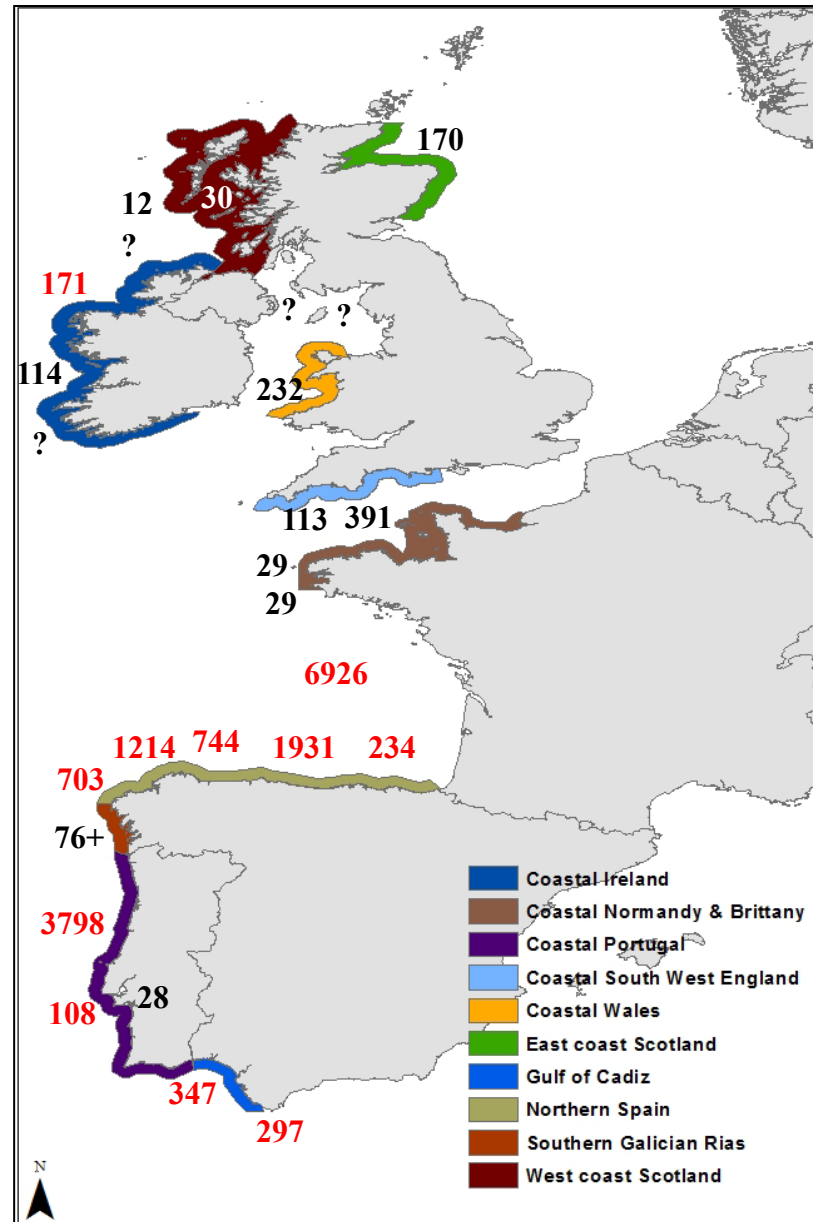 170
12
30
?
171
?
?
114
232
?
113
391
29
29
6926
1214
744
1931
234
703
76+
3798
28
108
347
297
Coastal Ireland
Coastal Normandy & Brittany
Coastal Portugal
Coastal South West England
Coastal Wales
East coast Scotland
Gulf of Cadiz
Northern Spain
Southern Galician Rias
West coast Scotland
N